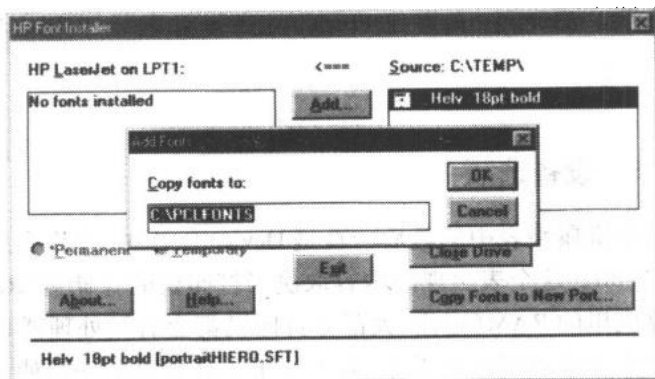 HP Font Installer
HP LaserJet on LPT1:
<===
Source: C:\TEMP\
No fonts installed
Add...
Helv 18pt bold
Add Fonts
Copy fonts to:
OK
C:\PCLFONTS
Cancel
*Permanent
Temporary
Exit
Close Drive
About...
Help...
Copy Fonts to New Port...
Helv 18pt bold [portraitHIERO.SFT]